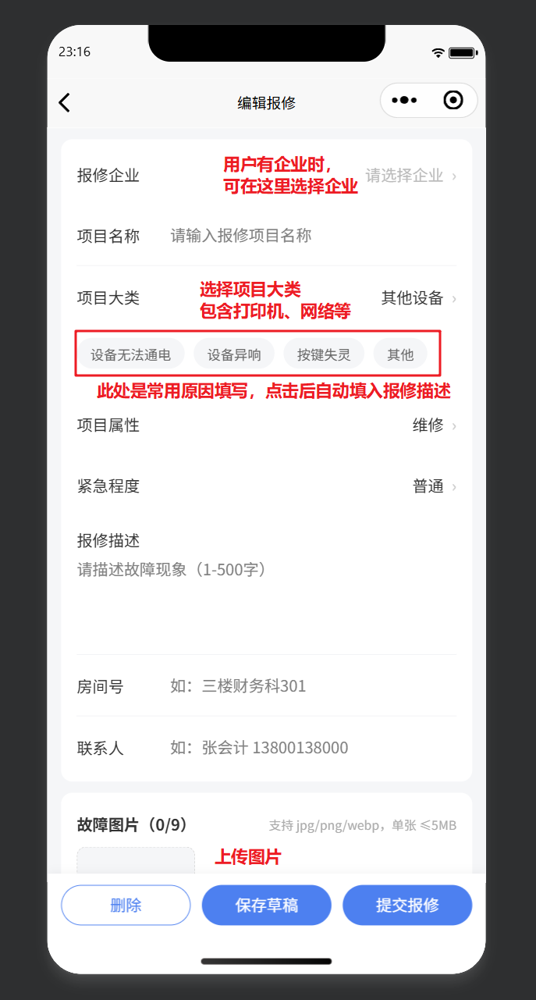 23:16
编辑报修
报修企业
用户有企业时，
可在这里选择企业
请选择企业
项目名称
请输入报修项目名称
项目大类
选择项目大类
包含打印机、网络等
其他设备
设备无法通电
设备异响
按键失灵
其他
此处是常用原因填写，点击后自动填入报修描述
项目属性
维修
紧急程度
普通
报修描述
请描述故障现象（1-500字）
房间号
如：三楼财务科301
联系人
如：张会计 13800138000
故障图片（0/9）
支持 jpg/png/webp，单张 ≤5MB
上传图片
删除
保存草稿
提交报修